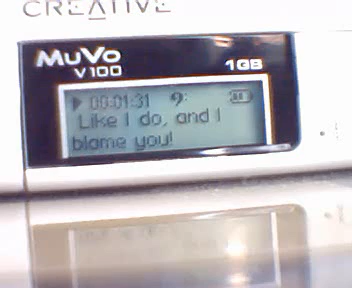 CREATIVE
MuVo
V100
1GB
00:01:31
Like I do, and I
blame you!